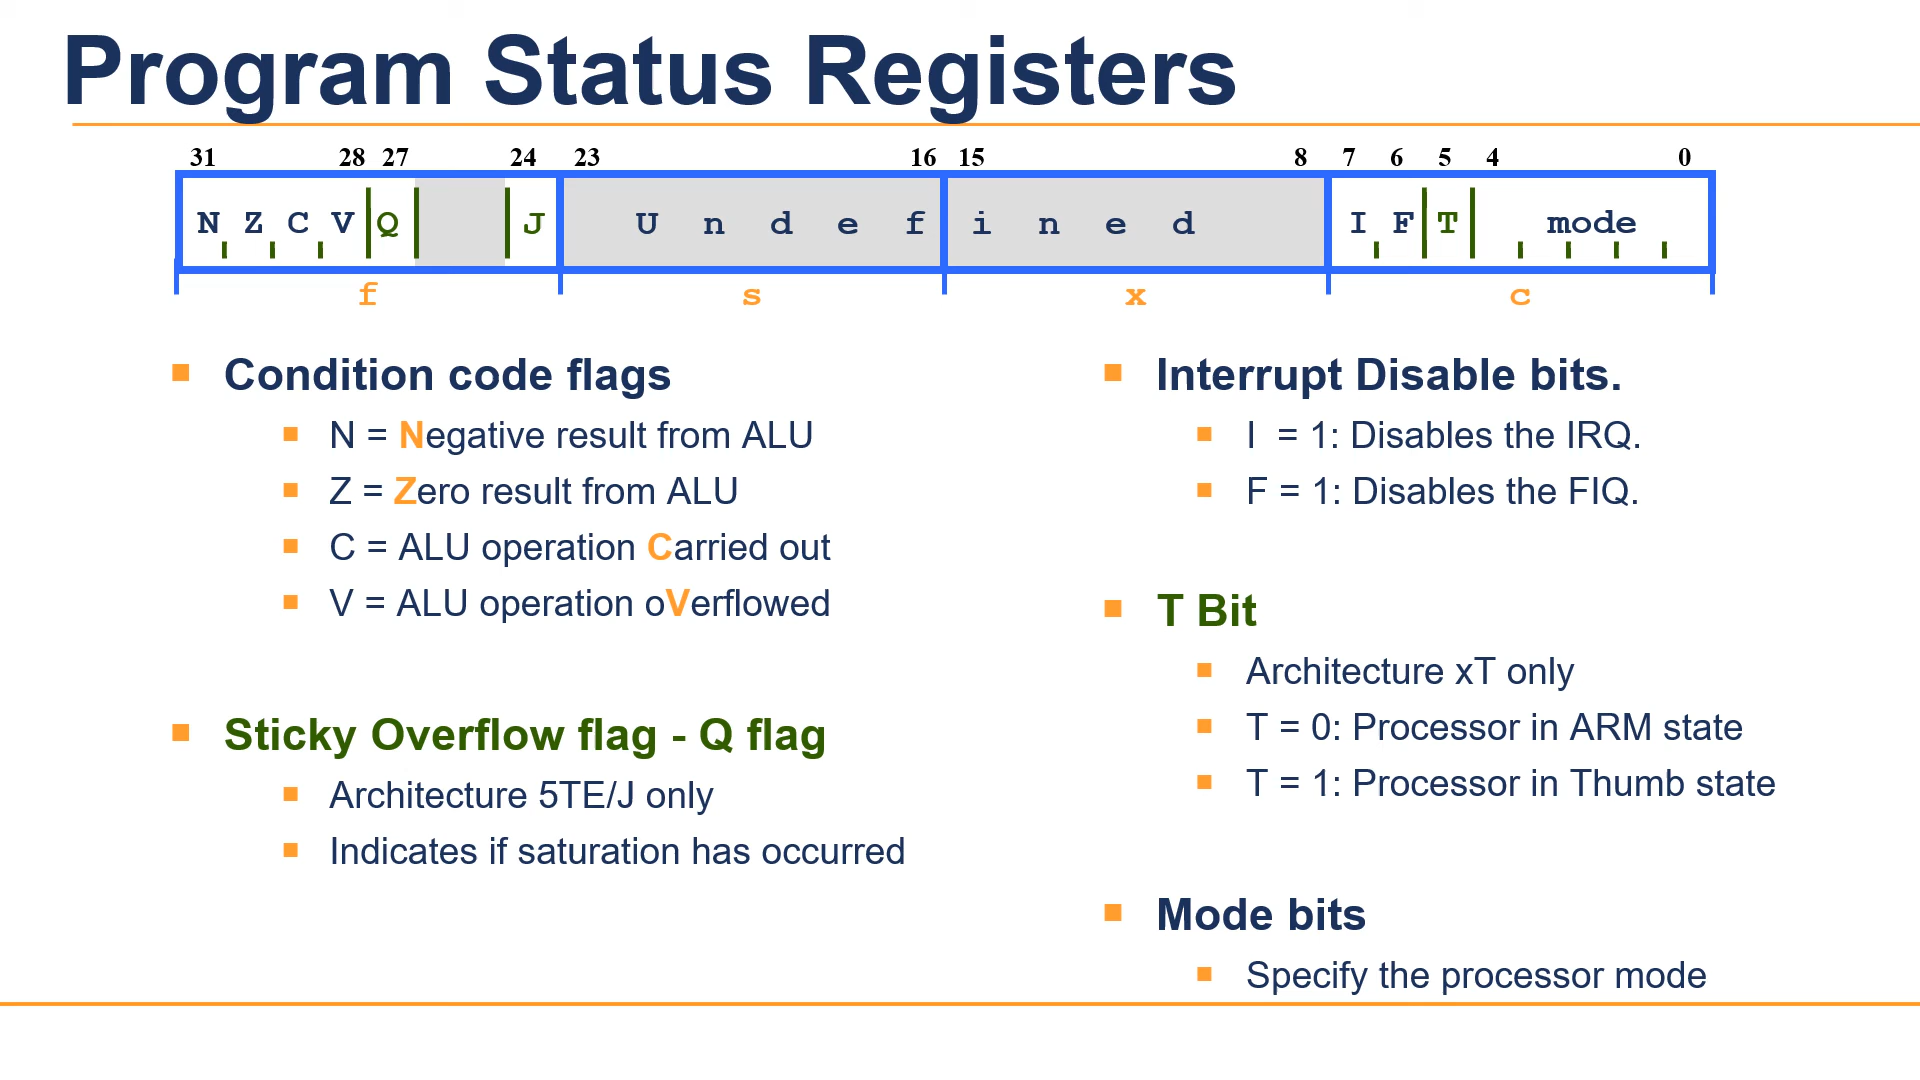 Program Status Registers
31 28 27 24 23 16 15 8 7 6 5 4 0
N Z C V Q J U n d e f i n e d I F T mode
f s x c
Condition code flags
N = Negative result from ALU
Z = Zero result from ALU
C = ALU operation Carried out
V = ALU operation oVerflowed
Sticky Overflow flag - Q flag
Architecture 5TE/J only
Indicates if saturation has occurred
Interrupt Disable bits.
I = 1: Disables the IRQ.
F = 1: Disables the FIQ.
T Bit
Architecture xT only
T = 0: Processor in ARM state
T = 1: Processor in Thumb state
Mode bits
Specify the processor mode